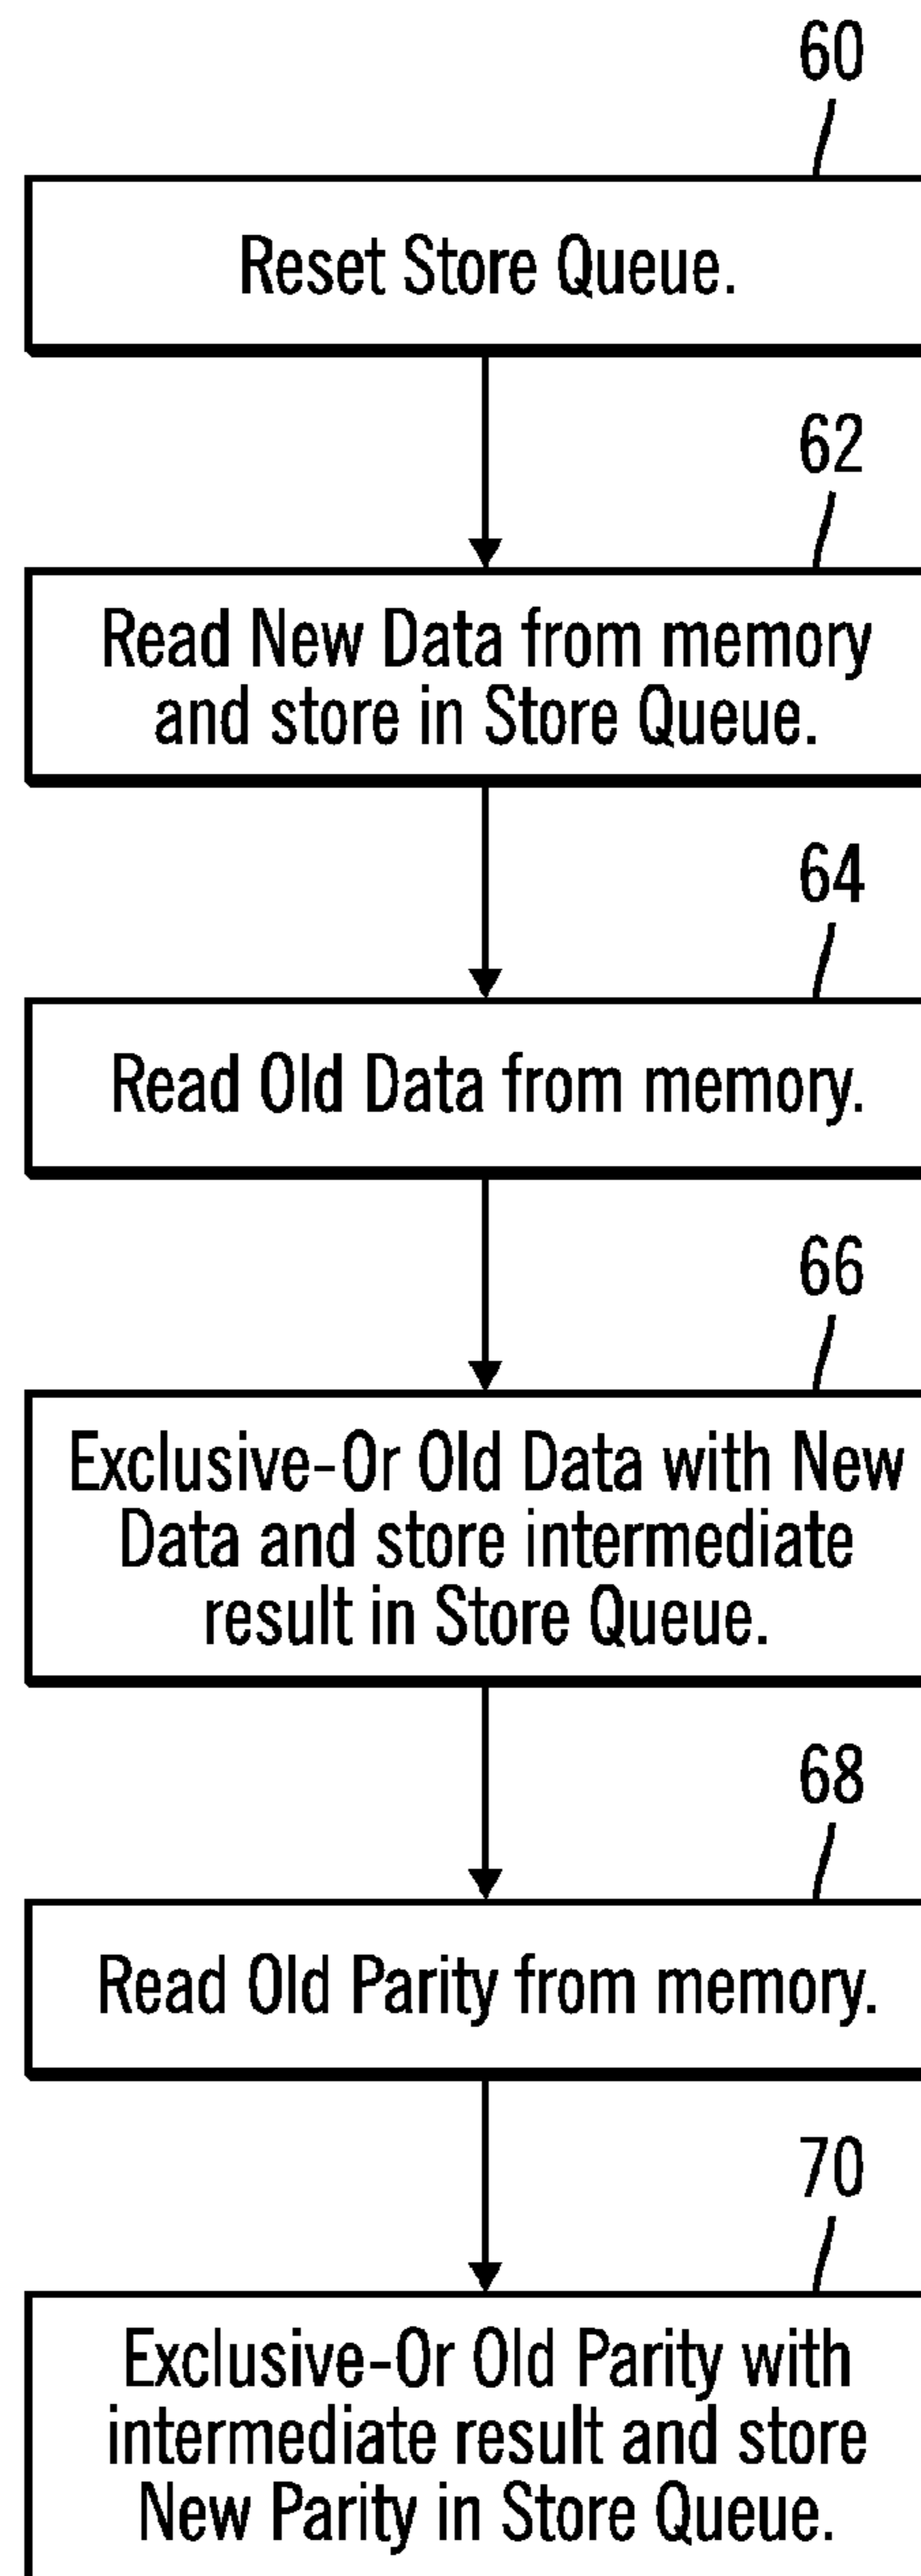 60
Reset Store Queue.
62
Read New Data from memory
and store in Store Queue.
64
Read Old Data from memory.
66
Exclusive-Or Old Data with New
Data and store intermediate
result in Store Queue.
68
Read Old Parity from memory.
70
Exclusive-Or Old Parity with
intermediate result and store
New Parity in Store Queue.